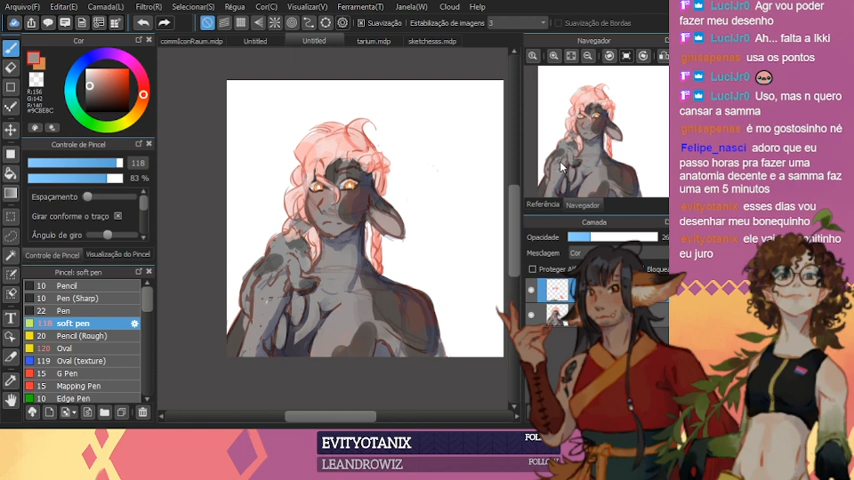 Arquivo(F) Editar Camada(L) Filtro(I) Selecionar(S) Régua Cor(C) Visualizar(V) Ferramenta(T) Janela(W) Cloud Help
Suavização Estabilização de imagens 3 Suavização de Bordas
commIconRaum.mdp Untitled Untitled tarium.mdp sketchesss.mdp
Cor
R:156
G:142
B:140
#9C8E8C
Controle de Pincel
118
83 %
Espaçamento
Girar conforme o traço
Ângulo de giro
Controle de Pincel Visualização do Pincel
Pincel: soft pen
10 Pencil
10 Pen (Sharp)
22 Pen
118 soft pen
20 Pencil (Rough)
120 Oval
119 Oval (texture)
15 G Pen
15 Mapping Pen
10 Edge Pen
Navegador
Referência Navegador
Camada
Opacidade 26
Mesclagem Cor
LuciJr0 Agr vou poder
fazer meu desenho
LuciJr0 Ah... falta a Ikki
usa os pontos
LuciJr0
LuciJr0 Uso, mas n quero
cansar a samma
é mo gostosinho né
Felipe_nasci adoro que eu
passo horas pra fazer uma
anatomia decente e a samma faz
uma em 5 minutos
evityotanix esses dias vou
desenhar meu bonequinho
eu juro
EVITYOTANIX
LEANDROWIZ FOLLOW